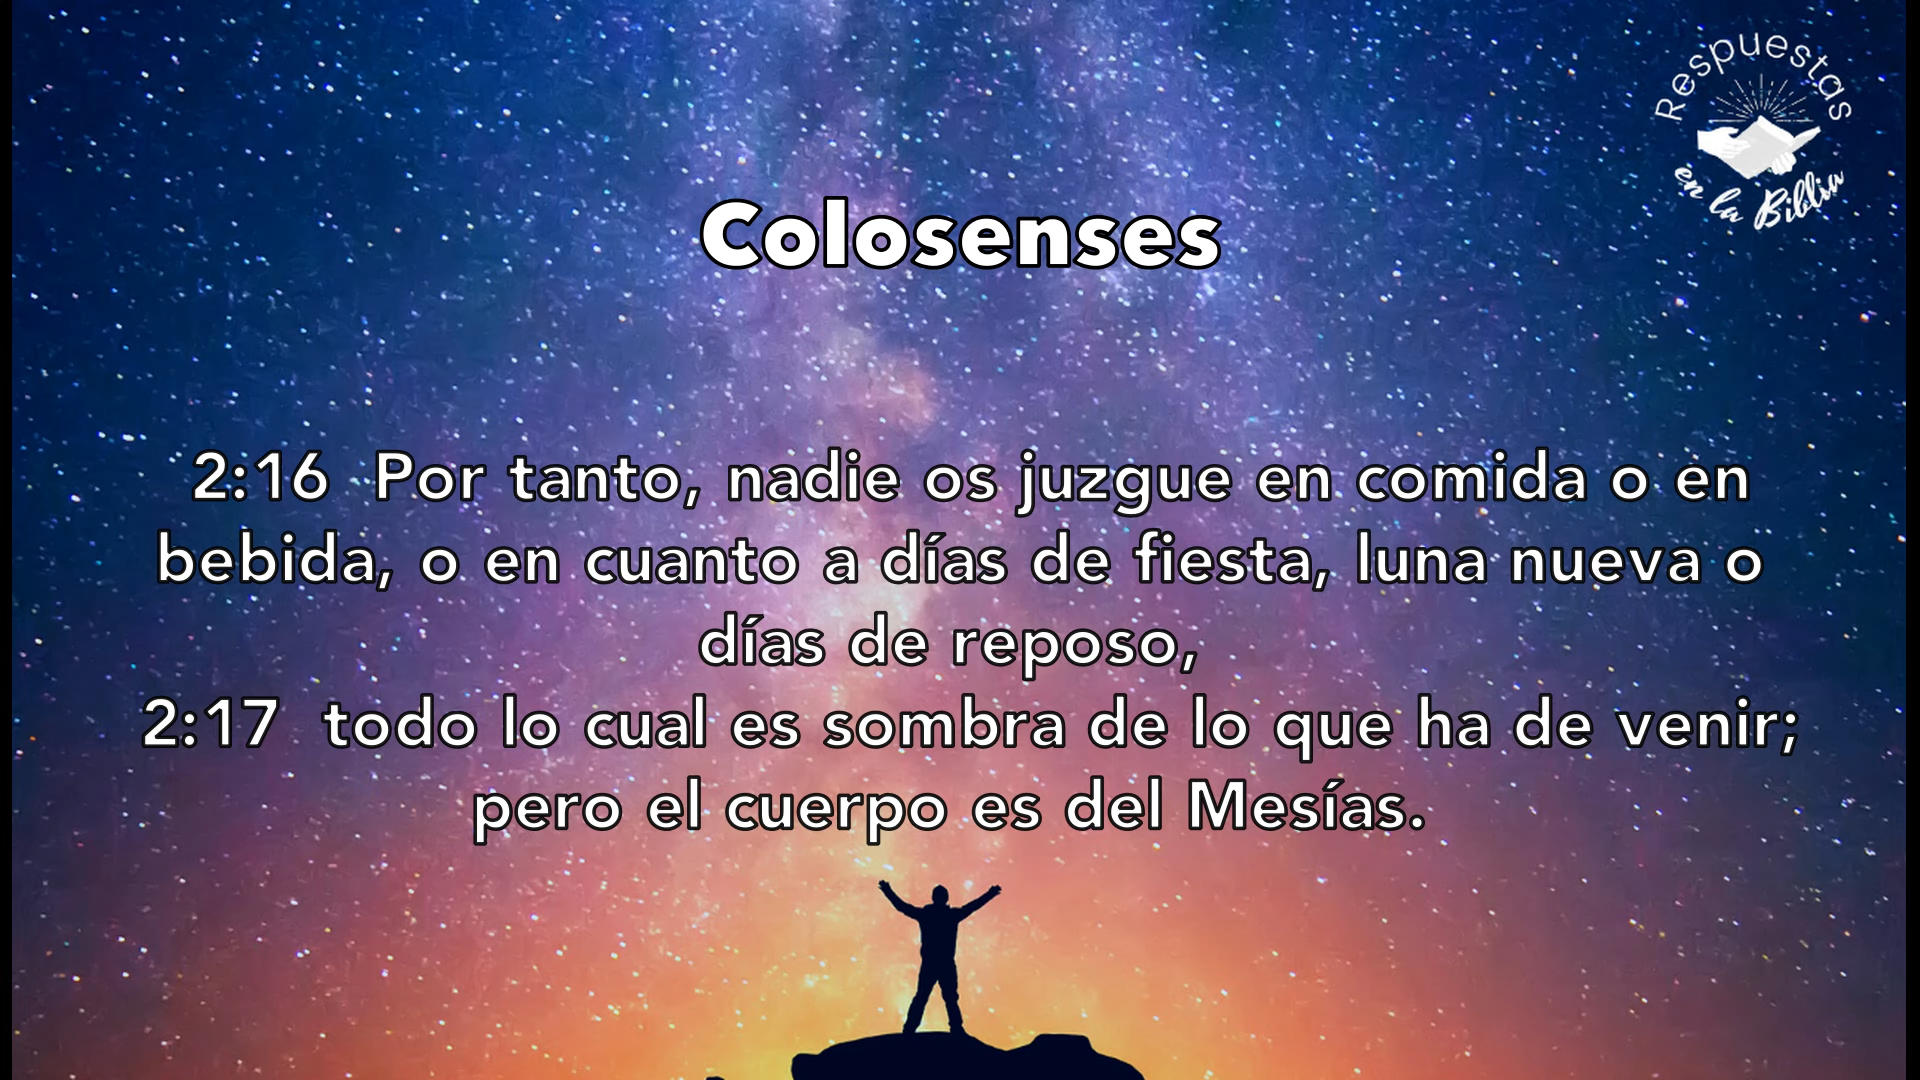 Respuestas
en la Biblia
Colosenses
2:16 Por tanto, nadie os juzgue en comida o en
bebida, o en cuanto a días de fiesta, luna nueva o
días de reposo,
2:17 todo lo cual es sombra de lo que ha de venir;
pero el cuerpo es del Mesías.